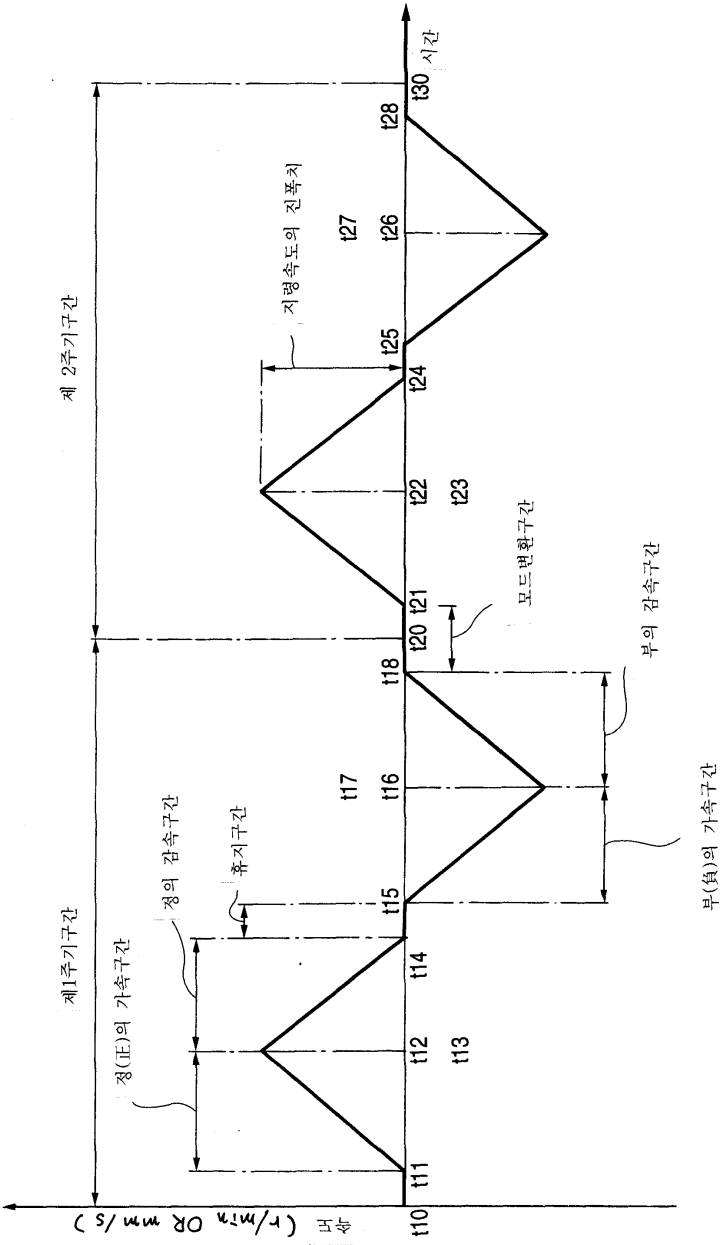 제1주기구간
제 2주기구간
정(正)의 가속구간
정의 감속구간
휴지구간
지령속도의 진폭치
속도
(r/min OR mm/s)
t10
t11
t12
t13
t14
t15
t17
t16
t18
t20
t21
t22
t23
t24
t25
t27
t26
t28
t30
시간
모드변환구간
부(負)의 가속구간
부의 감속구간